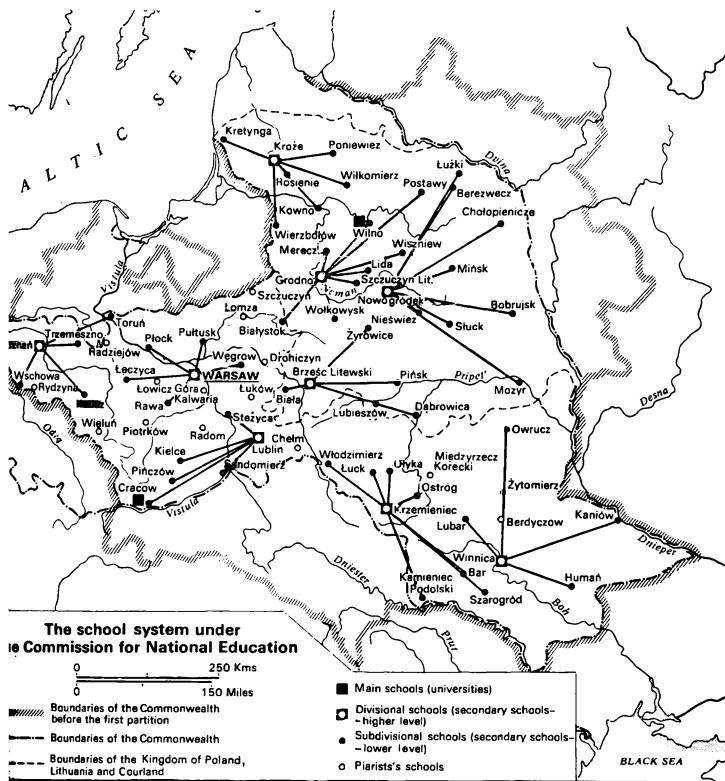 ALTIC SEA
Kretynga
Kroże
Poniewież
Rosienie
Wiłkomierz
Kowno
Wierzbołów
Merecz
Dvina
Łużki
Postawy
Berezwecz
Chołopienicze
Wilno
Wiszniew
Lida
Mińsk
Grodno
Szczuczyn Lit.
Niemen
Nowogródek
Bobrujsk
Słuck
Nieśwież
Wołkowysk
Żyrowice
Białystok
Szczuczyn
Łomża
Vistula
Toruń
Trzemeszno
Radziejów
Płock
Pułtusk
Węgrow
Drohiczyn
WARSAW
Brześc Litewski
Pińsk
Pripet'
Mozyr
Desna
Wschowa
Rydzyna
Łęczyca
Łowicz
Góra
Kalwaria
Łuków
Biała
Lubieszów
Dąbrowica
Rawa
Stężyca
Wieluń
Odra
Piotrków
Radom
Chełm
Lublin
Kielce
Pińczów
Sandomierz
Cracow
Vistula
Włodzimierz
Łuck
Ołyka
Międzyrzecz
Korecki
Ostróg
Owrucz
Żytomierz
Krzemieniec
Lubar
Berdyczow
Kaniów
Dnieper
Winnica
Bar
Humań
Dniester
Kamieniec
Podolski
Szarogród
Boh
Prut
The school system under
e Commission for National Education
0 250 Kms
0 150 Miles
Boundaries of the Commonwealth
before the first partition
Boundaries of the Commonwealth
Boundaries of the Kingdom of Poland,
Lithuania and Courland
Main schools (universities)
Divisional schools (secondary schools–
–higher level)
Subdivisional schools (secondary schools–
–lower level)
Piarists's schools
BLACK SEA